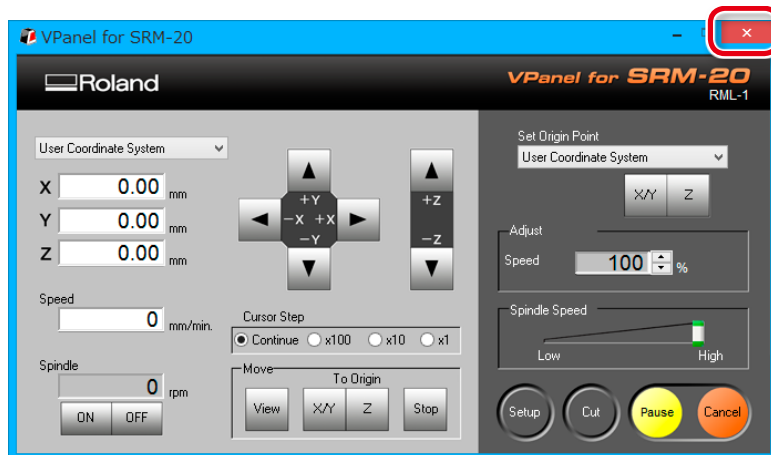 VPanel for SRM-20
Roland
VPanel for SRM-20
RML-1
User Coordinate System
X 0.00 mm
Y 0.00 mm
Z 0.00 mm
Speed
0 mm/min.
Spindle
0 rpm
ON OFF
+Y
-X +X
-Y
+Z
-Z
Cursor Step
Continue x100 x10 x1
Move
To Origin
View X/Y Z Stop
Set Origin Point
User Coordinate System
X/Y Z
Adjust
Speed 100 %
Spindle Speed
Low High
Setup Cut Pause Cancel